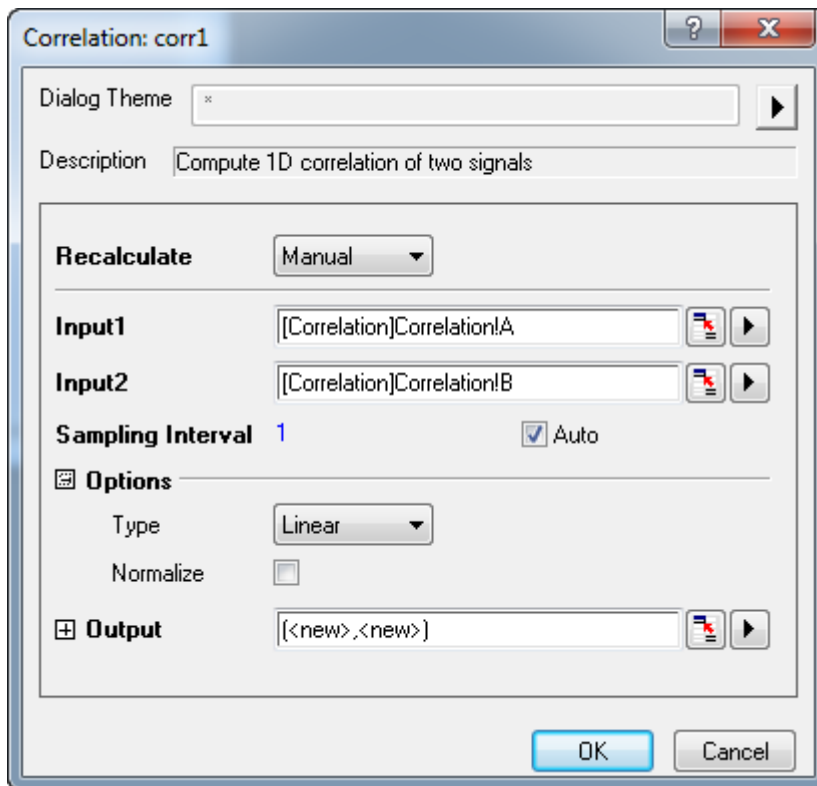 Correlation: corr1
?
Dialog Theme *
Description Compute 1D correlation of two signals
Recalculate Manual
Input1 [Correlation]Correlation!A
Input2 [Correlation]Correlation!B
Sampling Interval 1 Auto
Options
Type Linear
Normalize
Output (<new>,<new>)
OK Cancel